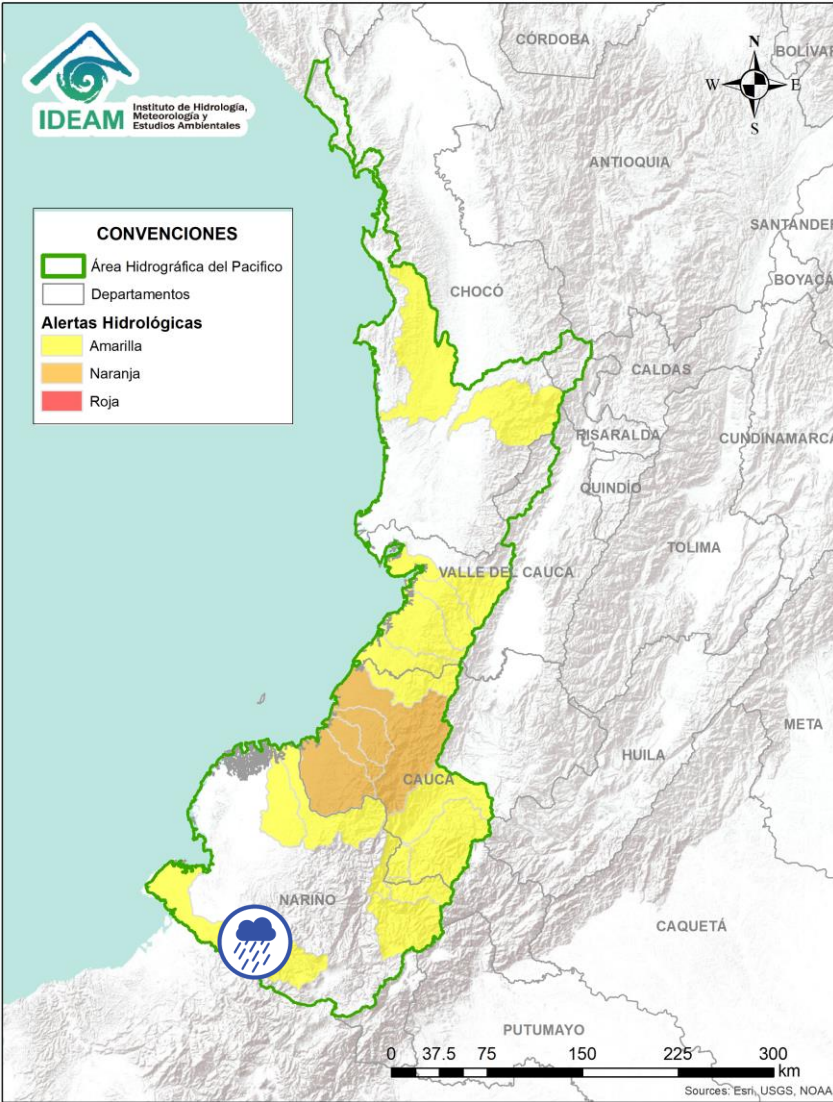 IDEAM
Instituto de Hidrología,
Meteorología y
Estudios Ambientales
N
W
E
S
CÓRDOBA
BOLÍVAR
ANTIOQUIA
SANTANDER
BOYACÁ
CONVENCIONES
Área Hidrográfica del Pacifico
Departamentos
Alertas Hidrológicas
Amarilla
Naranja
Roja
CHOCÓ
CALDAS
RISARALDA
CUNDINAMARCA
QUINDÍO
TOLIMA
VALLE DEL CAUCA
META
HUILA
CAUCA
NARIÑO
CAQUETÁ
PUTUMAYO
0 37.5 75 150 225 300
km
Sources: Esri, USGS, NOAA